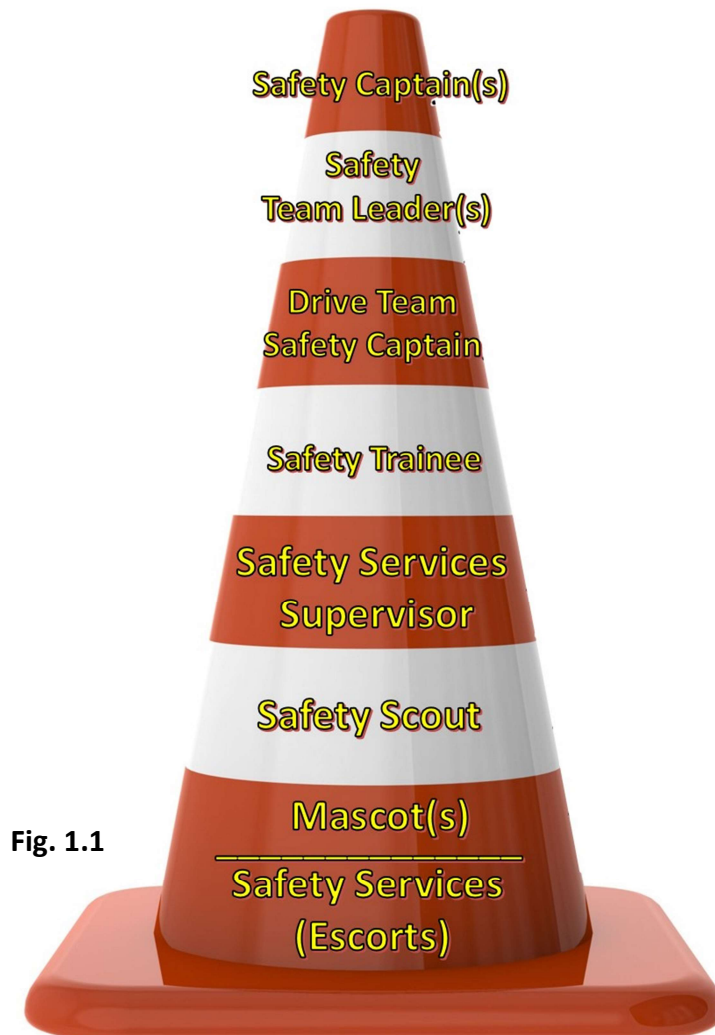 Safety Captain(s)
Safety
Team Leader(s)
Drive Team
Safety Captain
Safety Trainee
Safety Services
Supervisor
Safety Scout
Mascot(s)
Safety Services
(Escorts)
Fig. 1.1